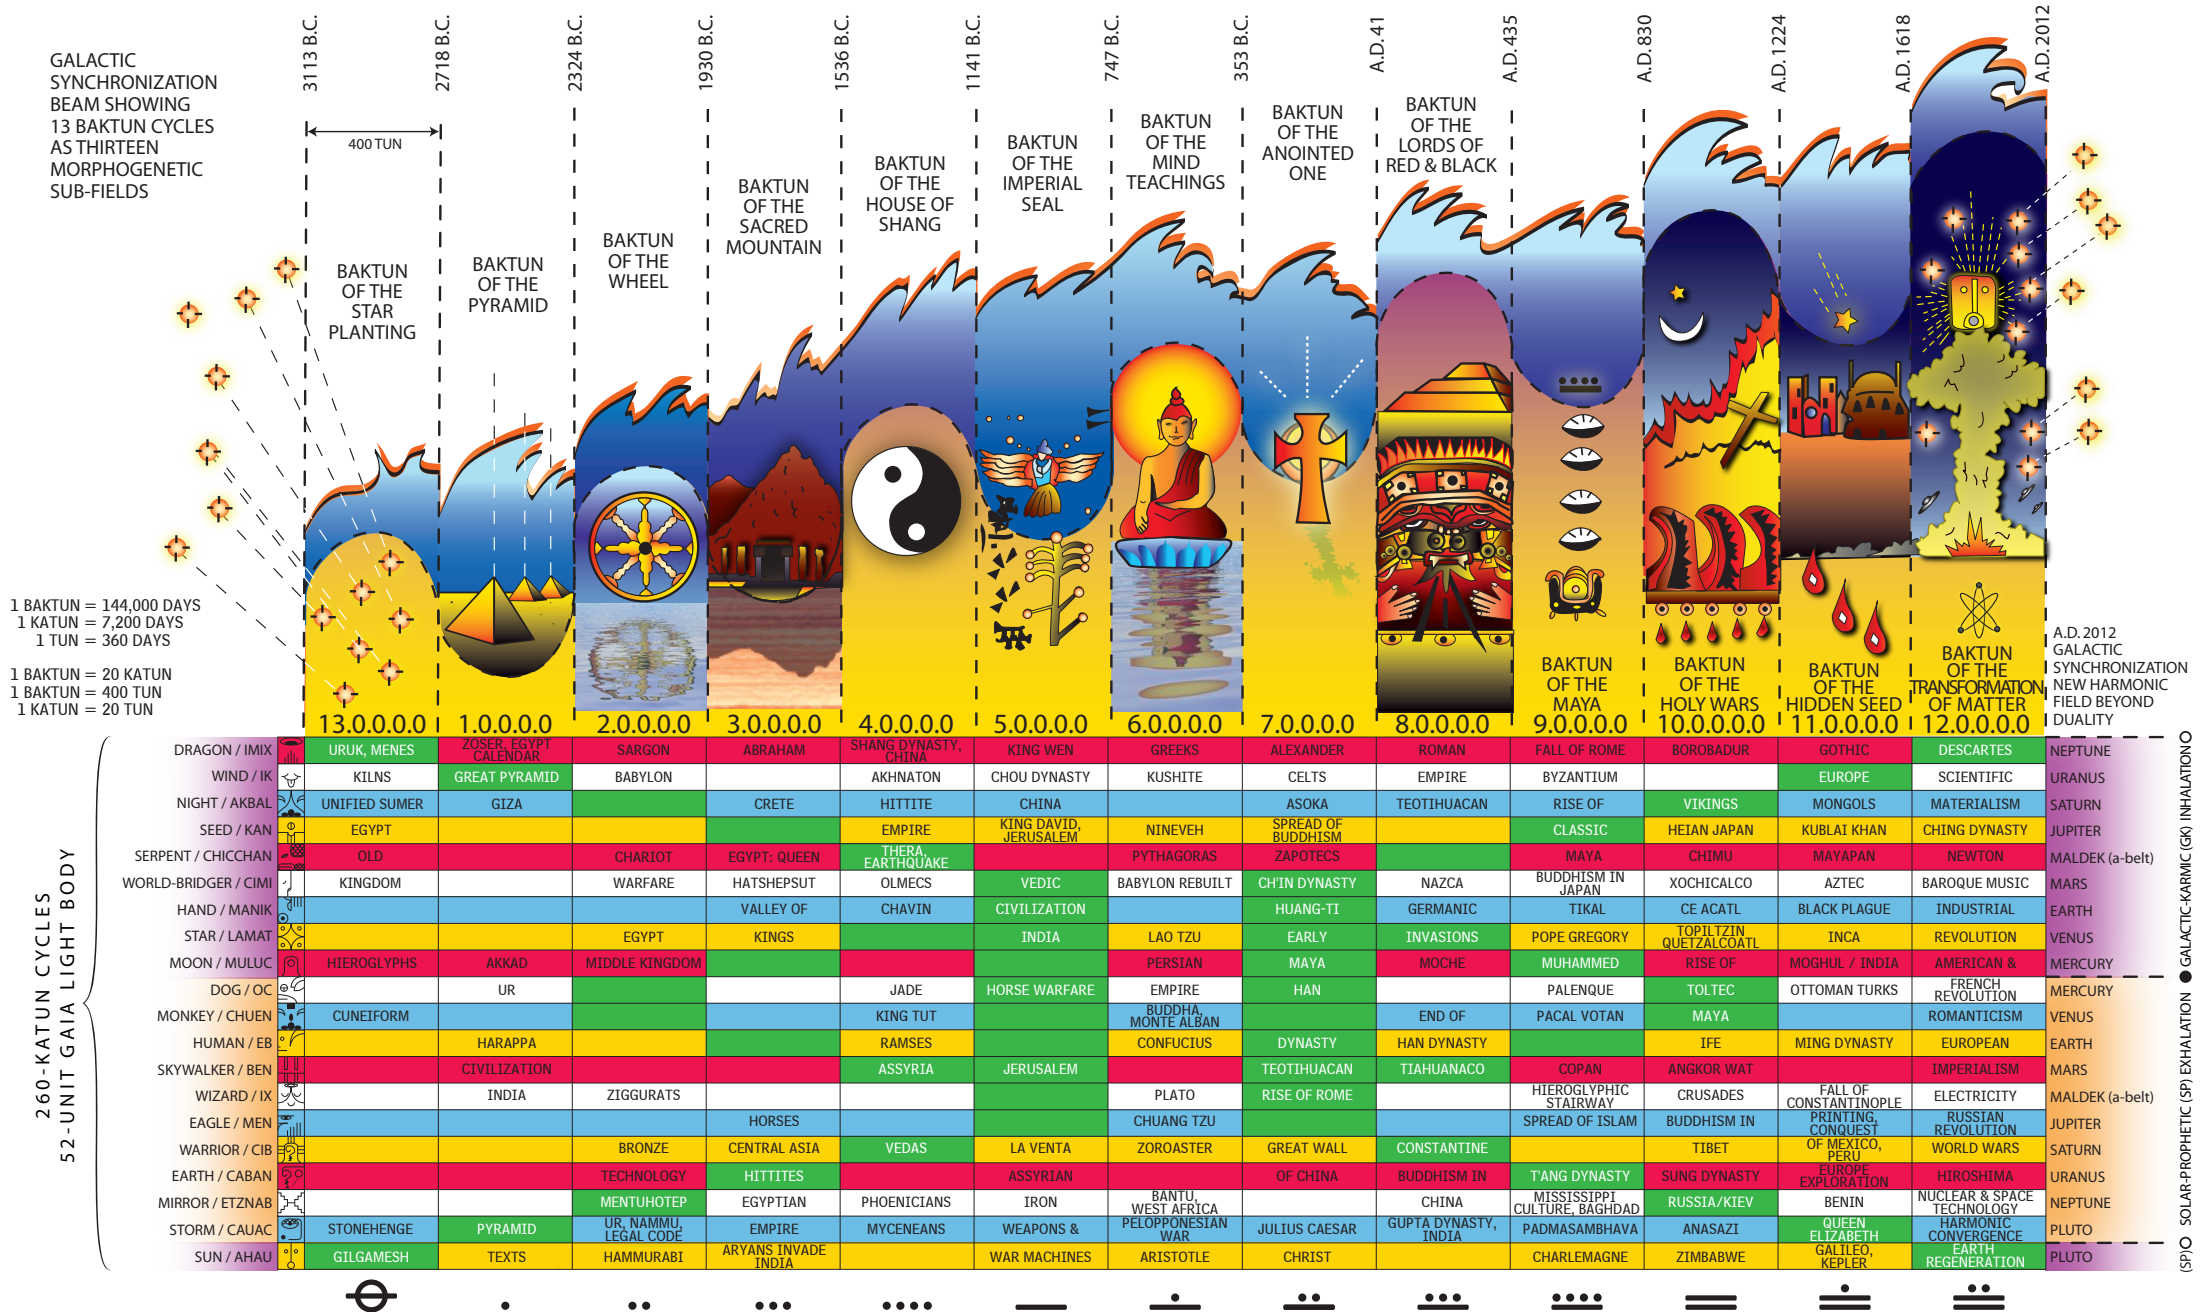 GALACTIC
SYNCHRONIZATION
BEAM SHOWING
13 BAKTUN CYCLES
AS THIRTEEN
MORPHOGENETIC
SUB-FIELDS
3113 B.C.
2718 B.C.
2324 B.C.
1930 B.C.
1536 B.C.
1141 B.C.
747 B.C.
353 B.C.
A.D. 41
A.D. 435
A.D. 830
A.D. 1224
A.D. 1618
A.D. 2012
400 TUN
BAKTUN
OF THE
STAR
PLANTING
BAKTUN
OF THE
PYRAMID
BAKTUN
OF THE
WHEEL
BAKTUN
OF THE
SACRED
MOUNTAIN
BAKTUN
OF THE
HOUSE OF
SHANG
BAKTUN
OF THE
IMPERIAL
SEAL
BAKTUN
OF THE
MIND
TEACHINGS
BAKTUN
OF THE
ANOINTED
ONE
BAKTUN
OF THE
LORDS OF
RED & BLACK
BAKTUN
OF THE
MAYA
BAKTUN
OF THE
HOLY WARS
BAKTUN
OF THE
HIDDEN SEED
BAKTUN
OF THE
TRANSFORMATION
OF MATTER
1 BAKTUN = 144,000 DAYS
1 KATUN = 7,200 DAYS
1 TUN = 360 DAYS
1 BAKTUN = 20 KATUN
1 BAKTUN = 400 TUN
1 KATUN = 20 TUN
A.D. 2012
GALACTIC
SYNCHRONIZATION
NEW HARMONIC
FIELD BEYOND
DUALITY
13.0.0.0.0 1.0.0.0.0 2.0.0.0.0 3.0.0.0.0 4.0.0.0.0 5.0.0.0.0 6.0.0.0.0 7.0.0.0.0 8.0.0.0.0 9.0.0.0.0 10.0.0.0.0 11.0.0.0.0 12.0.0.0.0
DRAGON / IMIX URUK, MENES ZOSER, EGYPT CALENDAR SARGON ABRAHAM SHANG DYNASTY, CHINA KING WEN GREEKS ALEXANDER ROMAN FALL OF ROME BOROBADUR GOTHIC DESCARTES NEPTUNE
WIND / IK KILNS GREAT PYRAMID BABYLON AKHNATON CHOU DYNASTY KUSHITE CELTS EMPIRE BYZANTIUM EUROPE SCIENTIFIC URANUS
NIGHT / AKBAL UNIFIED SUMER GIZA CRETE HITTITE CHINA ASOKA TEOTIHUACAN RISE OF VIKINGS MONGOLS MATERIALISM SATURN
SEED / KAN EGYPT EMPIRE KING DAVID, JERUSALEM NINEVEH SPREAD OF BUDDHISM CLASSIC HEIAN JAPAN KUBLAI KHAN CHING DYNASTY JUPITER
SERPENT / CHICCHAN OLD CHARIOT EGYPT: QUEEN THERA, EARTHQUAKE PYTHAGORAS ZAPOTECS MAYA CHIMU MAYAPAN NEWTON MALDEK (a-belt)
WORLD-BRIDGER / CIMI KINGDOM WARFARE HATSHEPSUT OLMECS VEDIC BABYLON REBUILT CH'IN DYNASTY NAZCA BUDDHISM IN JAPAN XOCHICALCO AZTEC BAROQUE MUSIC MARS
HAND / MANIK VALLEY OF CHAVIN CIVILIZATION HUANG-TI GERMANIC TIKAL CE ACATL BLACK PLAGUE INDUSTRIAL EARTH
STAR / LAMAT EGYPT KINGS INDIA LAO TZU EARLY INVASIONS POPE GREGORY TOPILTZIN QUETZALCOATL INCA REVOLUTION VENUS
MOON / MULUC HIEROGLYPHS AKKAD MIDDLE KINGDOM PERSIAN MAYA MOCHE MUHAMMED RISE OF MOGHUL / INDIA AMERICAN & MERCURY
DOG / OC UR JADE HORSE WARFARE EMPIRE HAN PALENQUE TOLTEC OTTOMAN TURKS FRENCH REVOLUTION MERCURY
MONKEY / CHUEN CUNEIFORM KING TUT BUDDHA, MONTE ALBAN END OF PACAL VOTAN MAYA ROMANTICISM VENUS
HUMAN / EB HARAPPA RAMSES CONFUCIUS DYNASTY HAN DYNASTY IFE MING DYNASTY EUROPEAN EARTH
SKYWALKER / BEN CIVILIZATION ASSYRIA JERUSALEM TEOTIHUACAN TIAHUANACO COPAN ANGKOR WAT IMPERIALISM MARS
WIZARD / IX INDIA ZIGGURATS PLATO RISE OF ROME HIEROGLYPHIC STAIRWAY CRUSADES FALL OF CONSTANTINOPLE ELECTRICITY MALDEK (a-belt)
EAGLE / MEN HORSES CHUANG TZU SPREAD OF ISLAM BUDDHISM IN PRINTING, CONQUEST RUSSIAN REVOLUTION JUPITER
WARRIOR / CIB BRONZE CENTRAL ASIA VEDAS LA VENTA ZOROASTER GREAT WALL CONSTANTINE TIBET OF MEXICO, PERU WORLD WARS SATURN
EARTH / CABAN TECHNOLOGY HITTITES ASSYRIAN OF CHINA BUDDHISM IN T'ANG DYNASTY SUNG DYNASTY EUROPE EXPLORATION HIROSHIMA URANUS
MIRROR / ETZNAB MENTUHOTEP EGYPTIAN PHOENICIANS IRON BANTU, WEST AFRICA CHINA MISSISSIPPI CULTURE, BAGHDAD RUSSIA/KIEV BENIN NUCLEAR & SPACE TECHNOLOGY NEPTUNE
STORM / CAUAC STONEHENGE PYRAMID UR, NAMMU, LEGAL CODE EMPIRE MYCENEANS WEAPONS & PELOPPONESIAN WAR JULIUS CAESAR GUPTA DYNASTY, INDIA PADMASAMBHAVA ANASAZI QUEEN ELIZABETH HARMONIC CONVERGENCE PLUTO
SUN / AHAU GILGAMESH TEXTS HAMMURABI ARYANS INVADE INDIA WAR MACHINES ARISTOTLE CHRIST CHARLEMAGNE ZIMBABWE GALILEO, KEPLER EARTH REGENERATION PLUTO
260-KATUN CYCLES
52-UNIT GAIA LIGHT BODY
(SP) SOLAR-PROPHETIC (SP) EXHALATION GALACTIC-KARMIC (GK) INHALATION